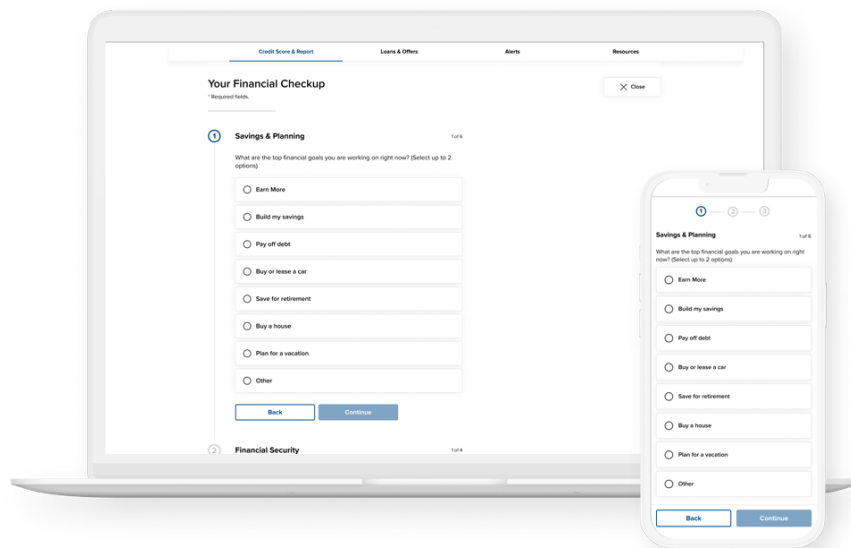 Credit Score & Report
Loans & Offers
Alerts
Resources
Your Financial Checkup
Close
* Required fields.
1
Savings & Planning
1 of 6
What are the top financial goals you are working on right now? (Select up to 2
options)
Earn More
Build my savings
Pay off debt
Buy or lease a car
Save for retirement
Buy a house
Plan for a vacation
Other
Back
Continue
2
Financial Security
1 of 4
1
2
3
Savings & Planning
1 of 6
What are the top financial goals you are working on right
now? (Select up to 2 options)
Earn More
Build my savings
Pay off debt
Buy or lease a car
Save for retirement
Buy a house
Plan for a vacation
Other
Back
Continue